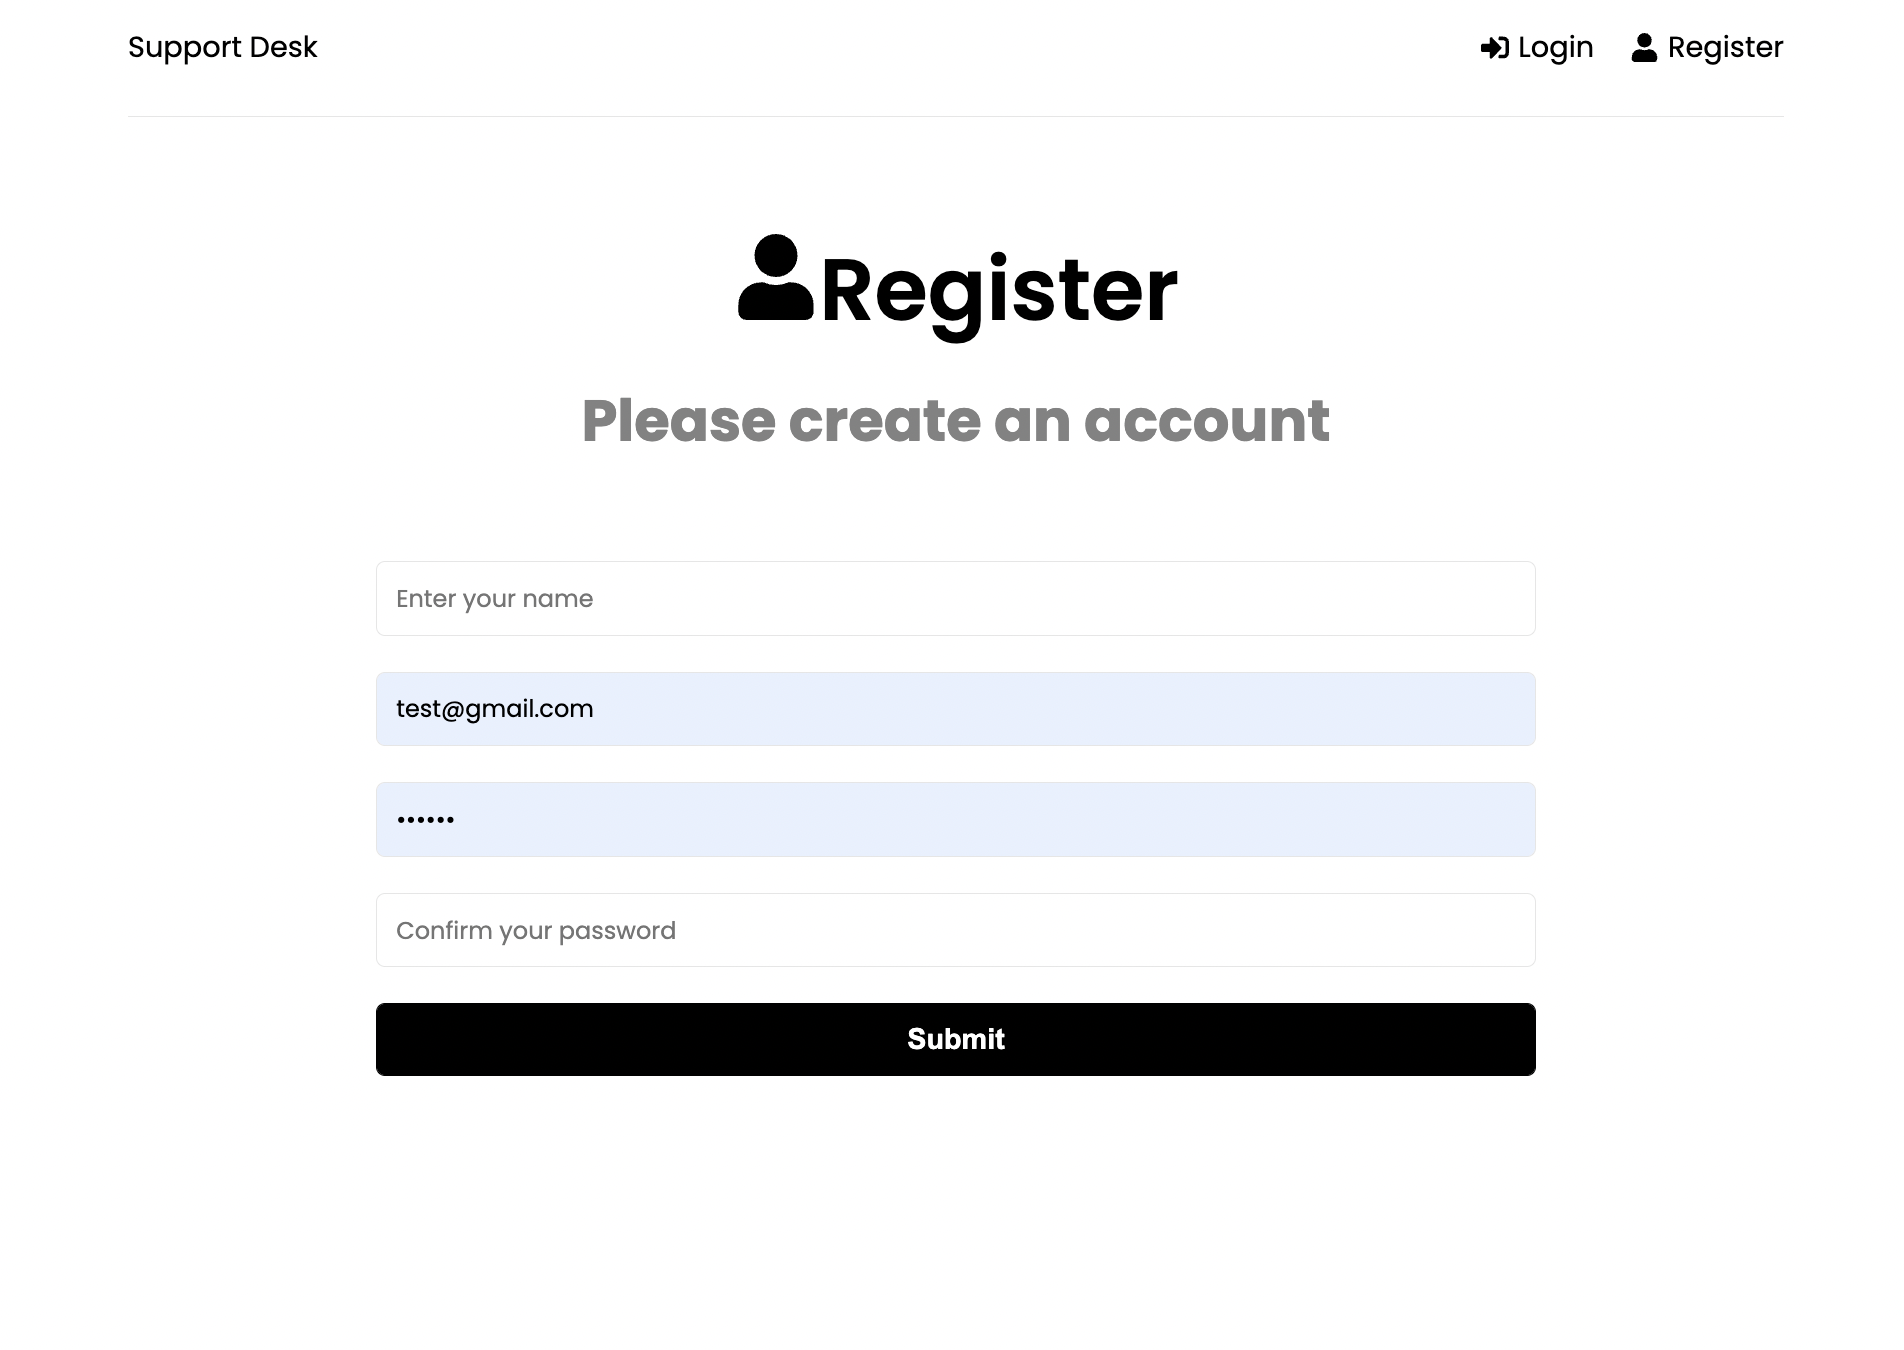 Support Desk
Login
Register
Register
Please create an account
Enter your name
test@gmail.com
••••••
Confirm your password
Submit